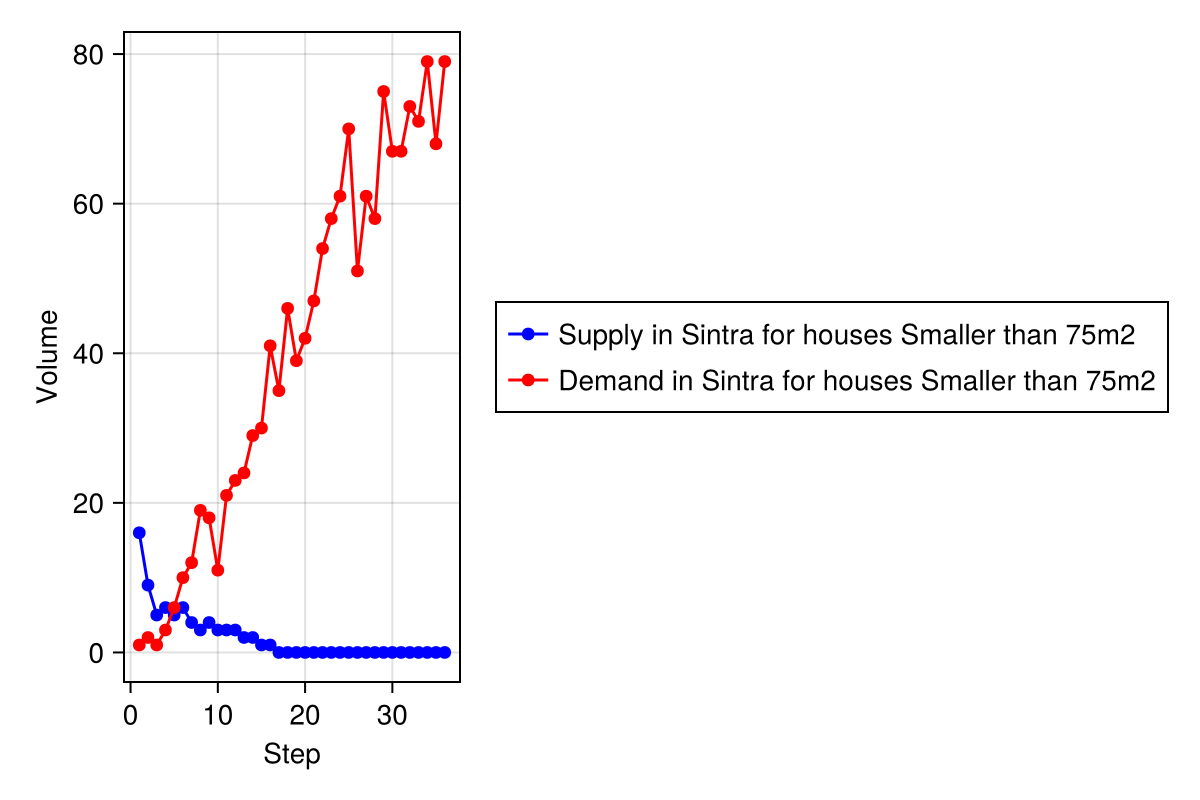 80
60
40
20
0
Volume
0 10 20 30
Step
Supply in Sintra for houses Smaller than 75m2
Demand in Sintra for houses Smaller than 75m2